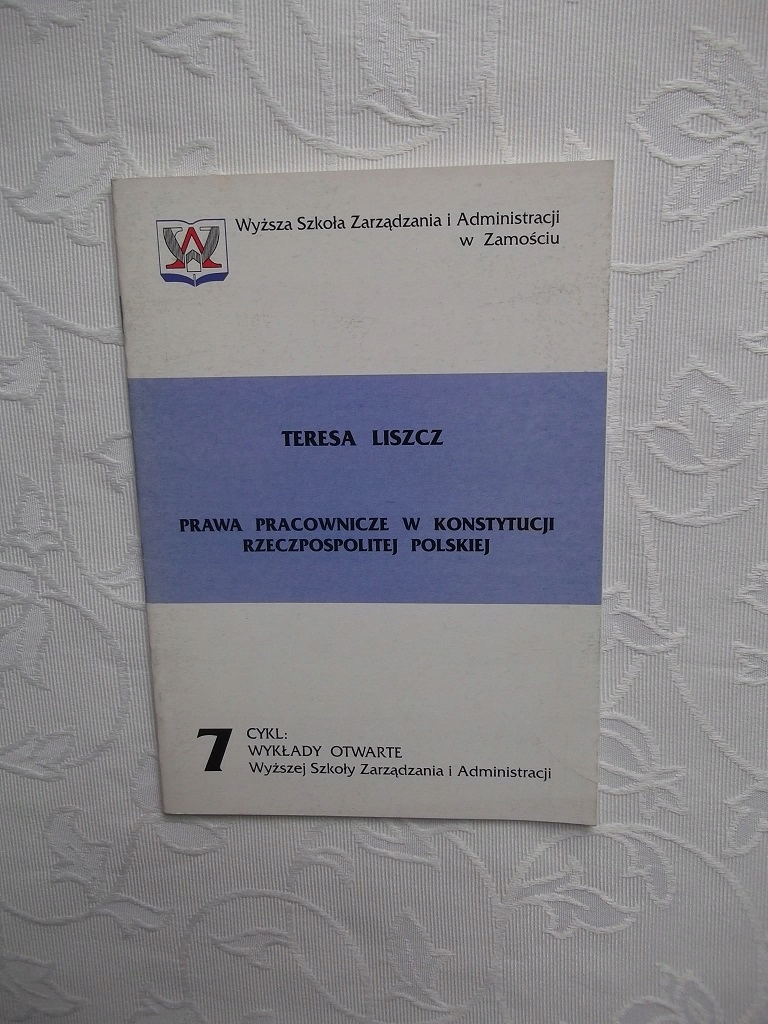 Wyższa Szkoła Zarządzania i Administracji
w Zamościu
TERESA LISZCZ
PRAWA PRACOWNICZE W KONSTYTUCJI
RZECZPOSPOLITEJ POLSKIEJ
7
CYKL:
WYKŁADY OTWARTE
Wyższej Szkoły Zarządzania i Administracji